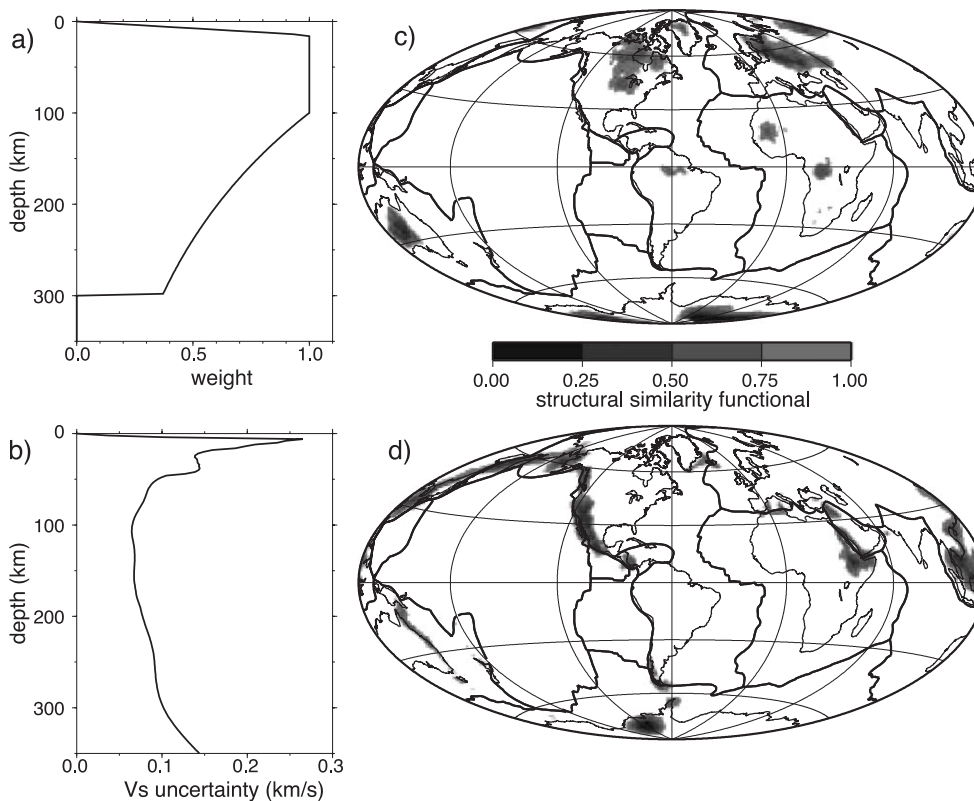 a)
0
100
200
300
depth (km)
0.0
0.5
1.0
weight
c)
0.00
0.25
0.50
0.75
1.00
structural similarity functional
b)
0
100
200
300
depth (km)
0.0
0.1
0.2
0.3
Vs uncertainty (km/s)
d)